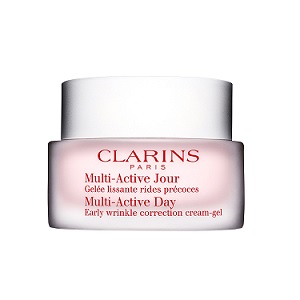 CLARINS
PARIS
Multi-Active Jour
Gelée lissante rides précoces
Multi-Active Day
Early wrinkle correction cream-gel